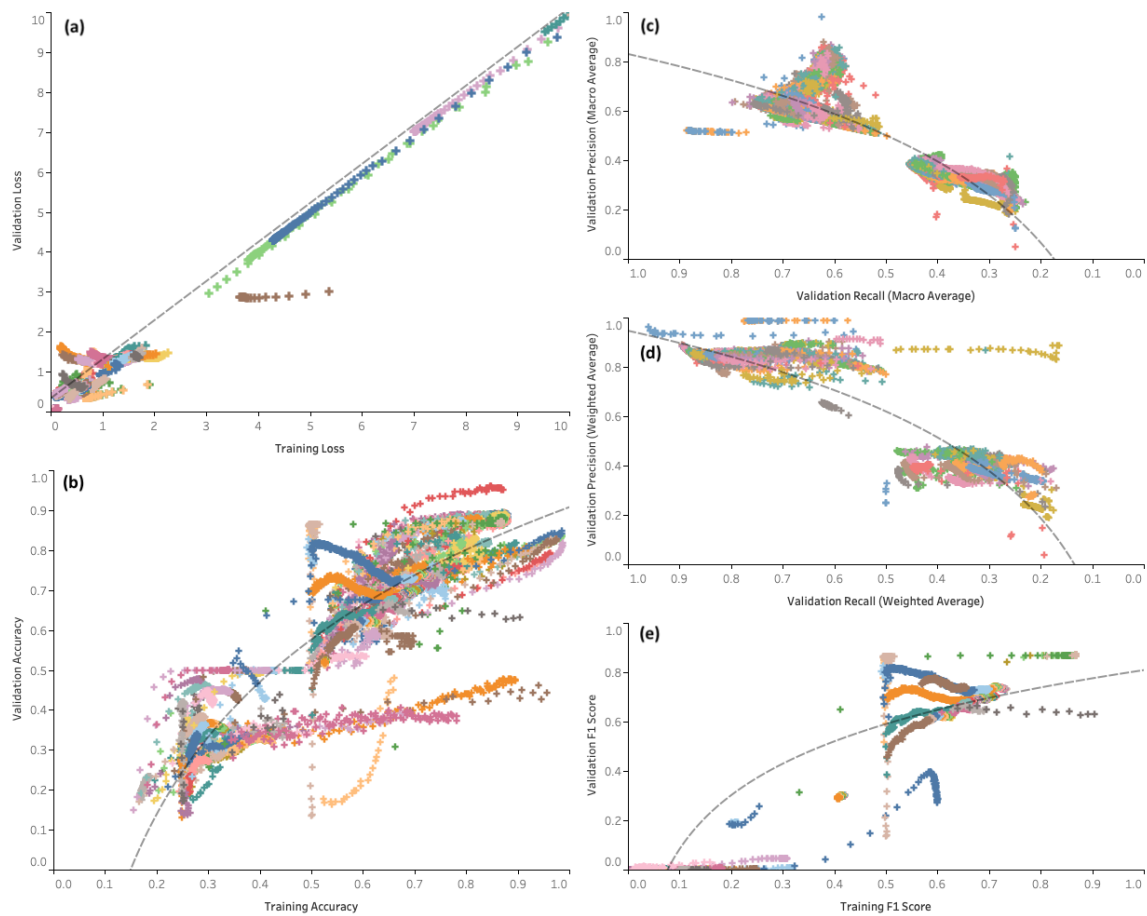 (a)
10
9
8
7
6
5
4
3
2
1
0
Validation Loss
0 1 2 3 4 5 6 7 8 9 10
Training Loss
(b)
1.0
0.9
0.8
0.7
0.6
0.5
0.4
0.3
0.2
0.1
0.0
Validation Accuracy
0.0 0.1 0.2 0.3 0.4 0.5 0.6 0.7 0.8 0.9 1.0
Training Accuracy
(c)
1.0
0.8
0.6
0.4
0.2
0.0
Validation Precision (Macro Average)
1.0 0.9 0.8 0.7 0.6 0.5 0.4 0.3 0.2 0.1 0.0
Validation Recall (Macro Average)
(d)
1.0
0.8
0.6
0.4
0.2
0.0
Validation Precision (Weighted Average)
1.0 0.9 0.8 0.7 0.6 0.5 0.4 0.3 0.2 0.1 0.0
Validation Recall (Weighted Average)
(e)
1.0
0.8
0.6
0.4
0.2
0.0
Validation F1 Score
0.0 0.1 0.2 0.3 0.4 0.5 0.6 0.7 0.8 0.9 1.0
Training F1 Score